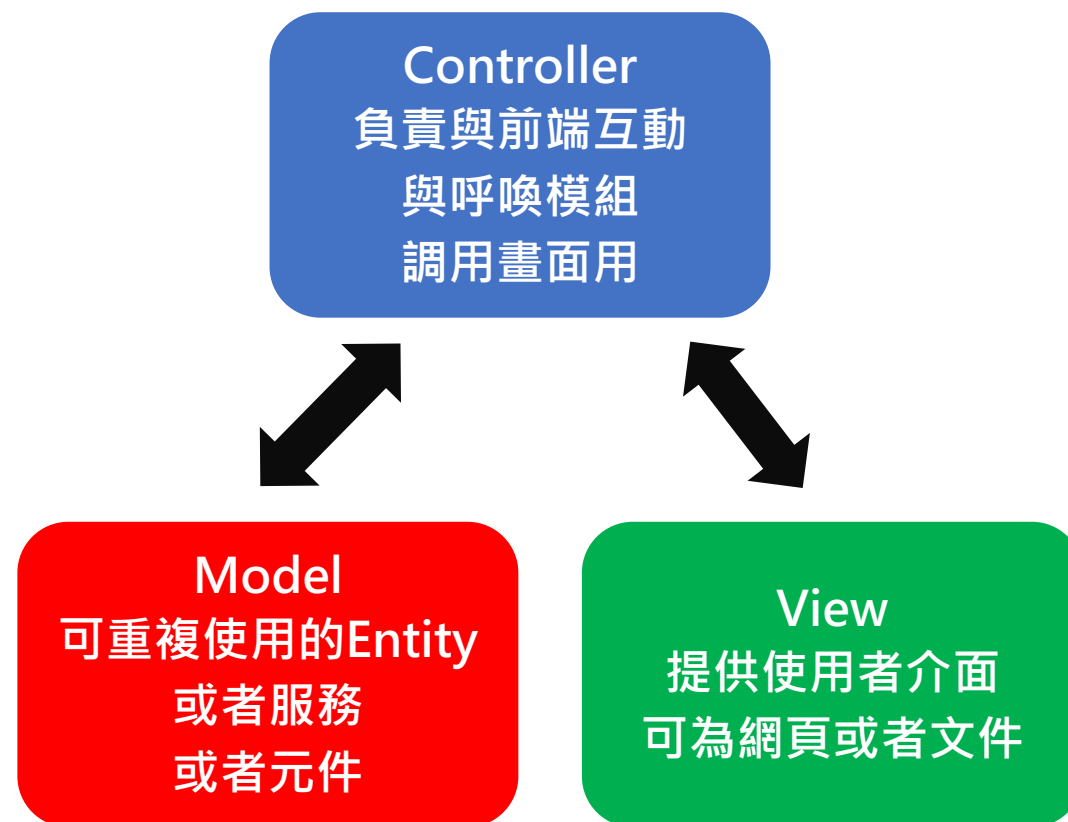 Controller
負責與前端互動
與呼喚模組
調用畫面用
Model
可重複使用的Entity
或者服務
或者元件
View
提供使用者介面
可為網頁或者文件